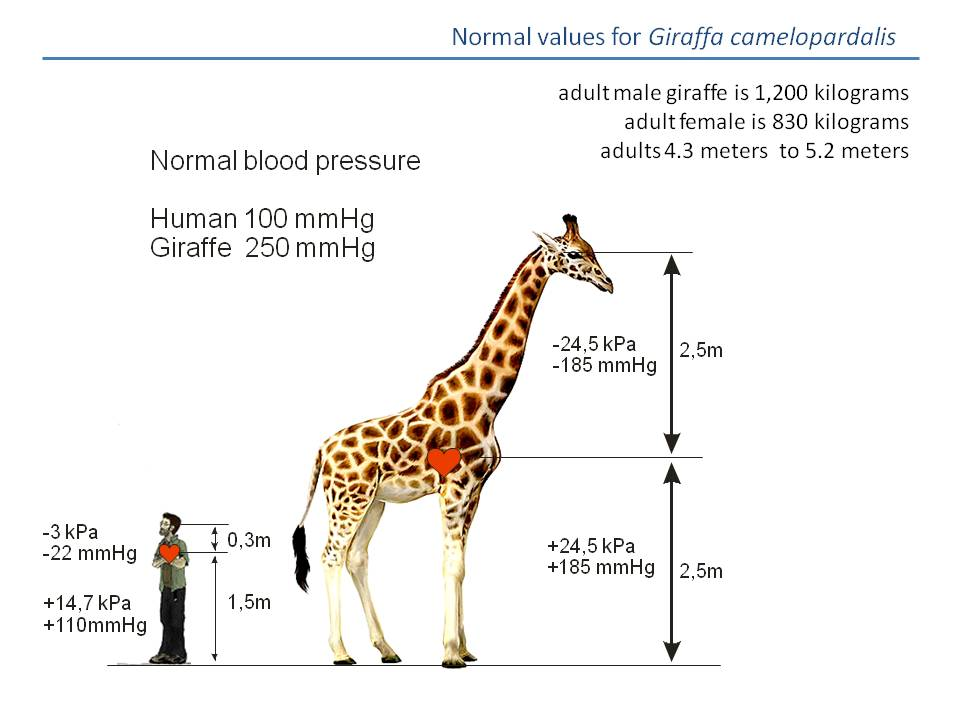 Normal values for Giraffa camelopardalis
adult male giraffe is 1,200 kilograms
adult female is 830 kilograms
adults 4.3 meters to 5.2 meters
Normal blood pressure
Human 100 mmHg
Giraffe 250 mmHg
-24,5 kPa
-185 mmHg
2,5m
+24,5 kPa
+185 mmHg
2,5m
-3 kPa
-22 mmHg
0,3m
+14,7 kPa
+110mmHg
1,5m